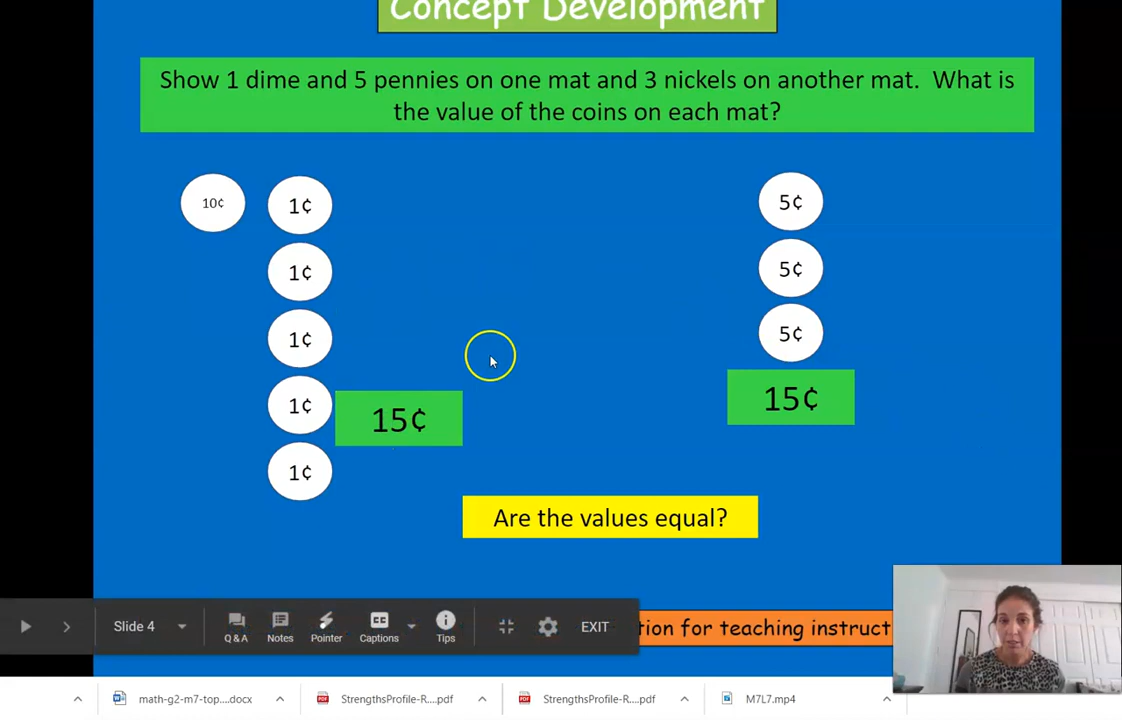 Concept Development
Show 1 dime and 5 pennies on one mat and 3 nickels on another mat. What is
the value of the coins on each mat?
10¢
1¢
5¢
1¢
5¢
1¢
5¢
1¢
15¢
15¢
1¢
Are the values equal?
Slide 4
Q & A
Notes
Pointer
CC
Captions
Tips
EXIT
tion for teaching instruct
math-g2-m7-top....docx
StrengthsProfile-R....pdf
StrengthsProfile-R....pdf
M7L7.mp4